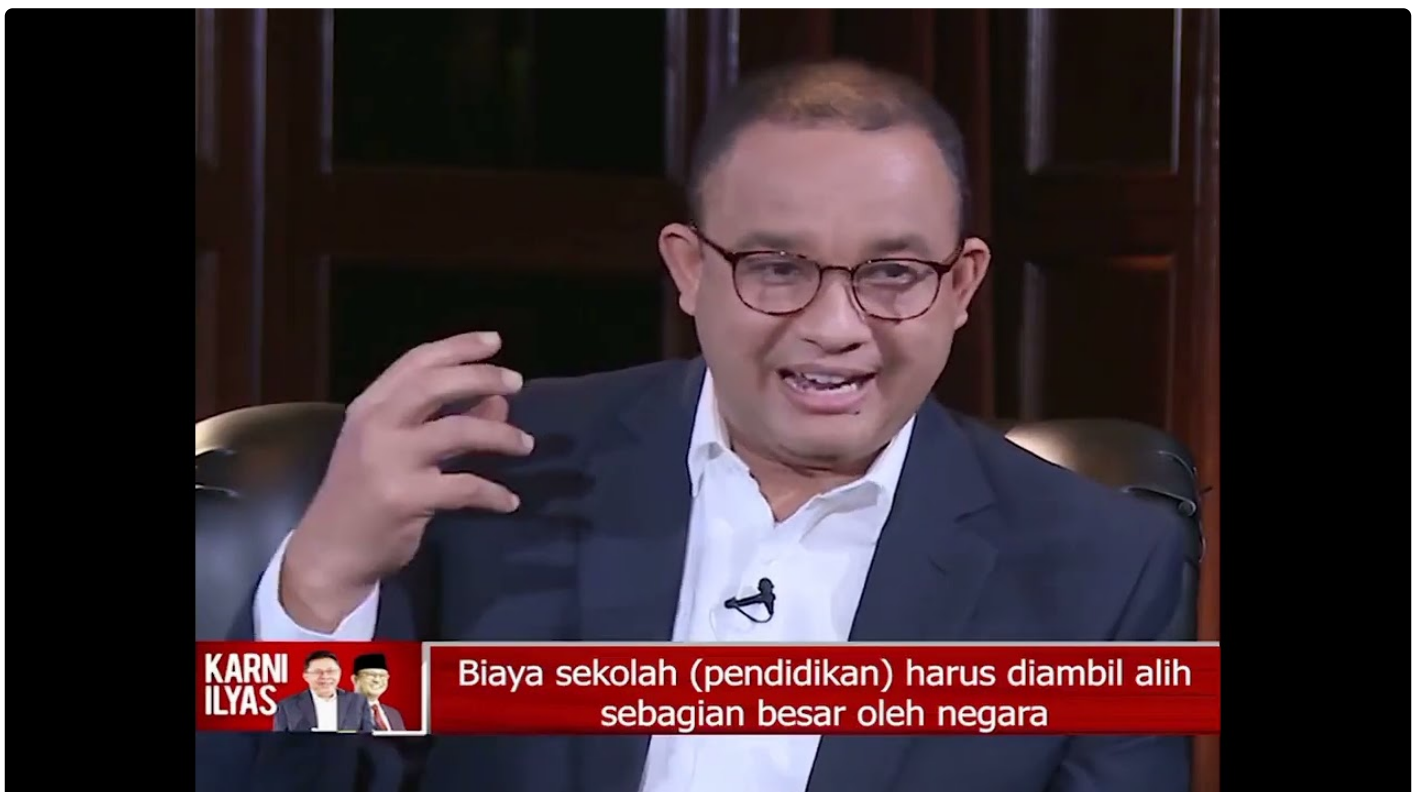 KARNI
ILYAS
Biaya sekolah (pendidikan) harus diambil alih
sebagian besar oleh negara